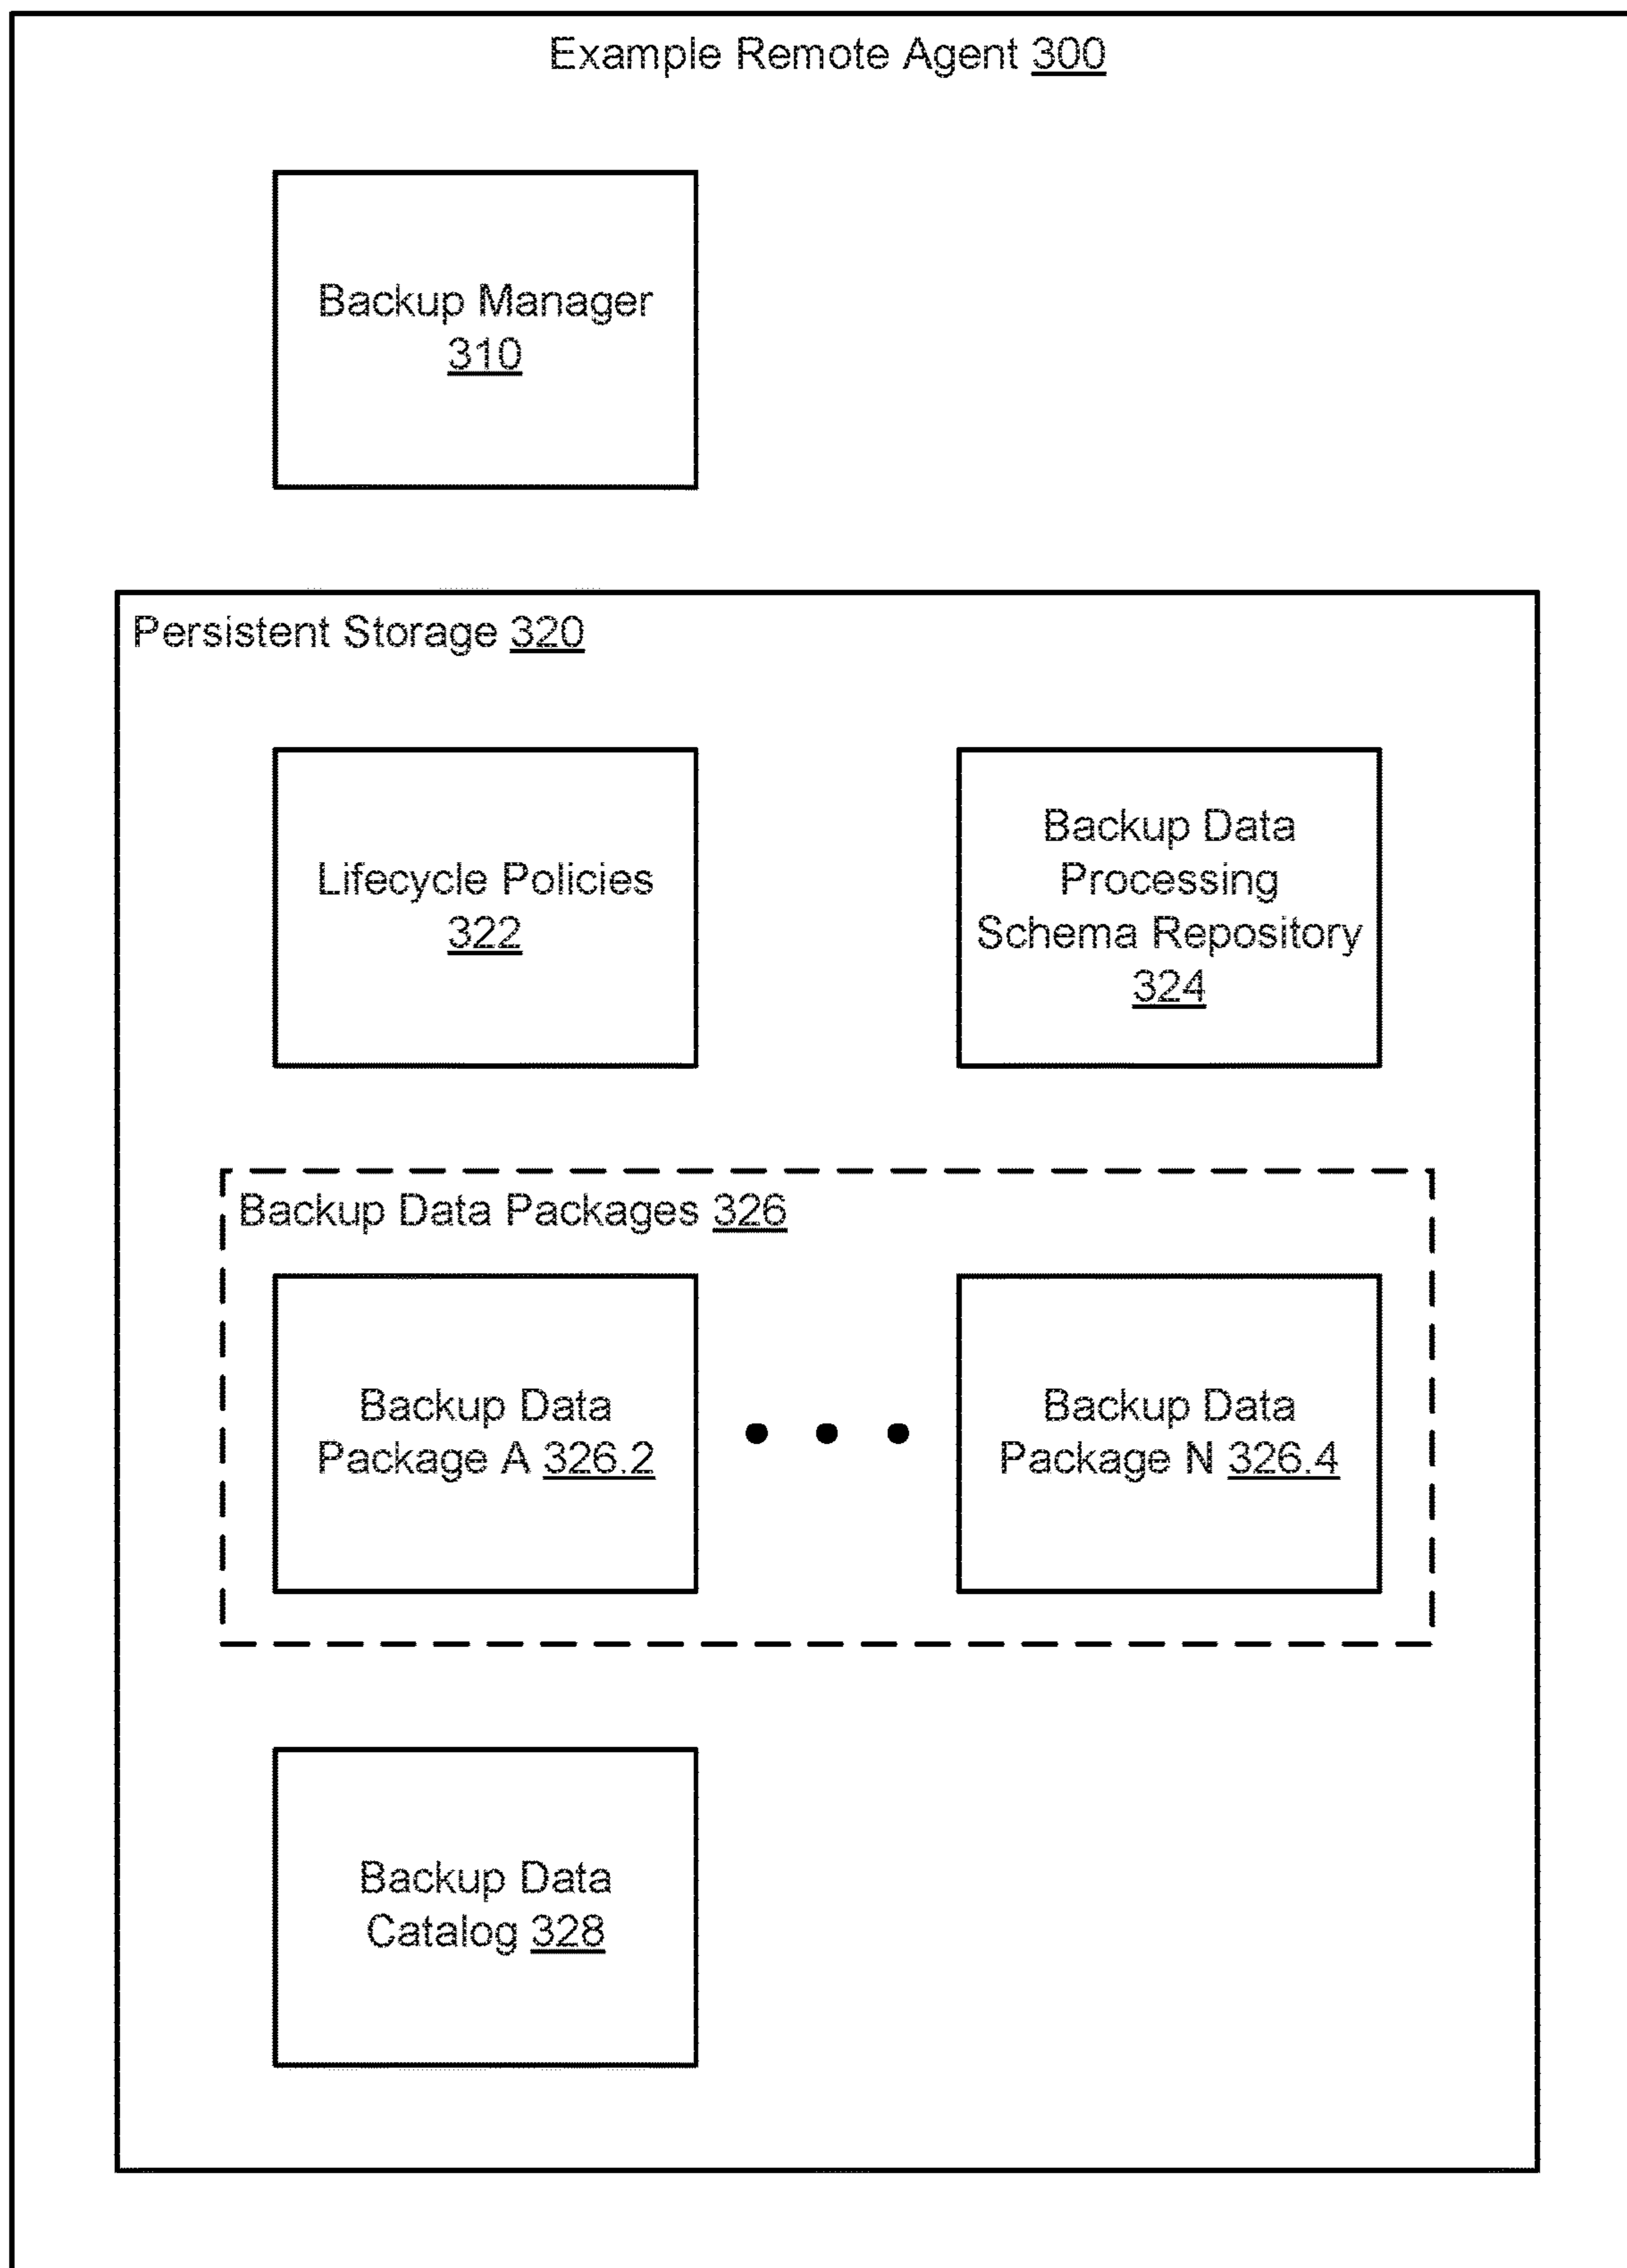 Example Remote Agent 300
Backup Manager
310
Persistent Storage 320
Lifecycle Policies
322
Backup Data
Processing
Schema Repository
324
Backup Data Packages 326
Backup Data
Package A 326.2
Backup Data
Package N 326.4
Backup Data
Catalog 328